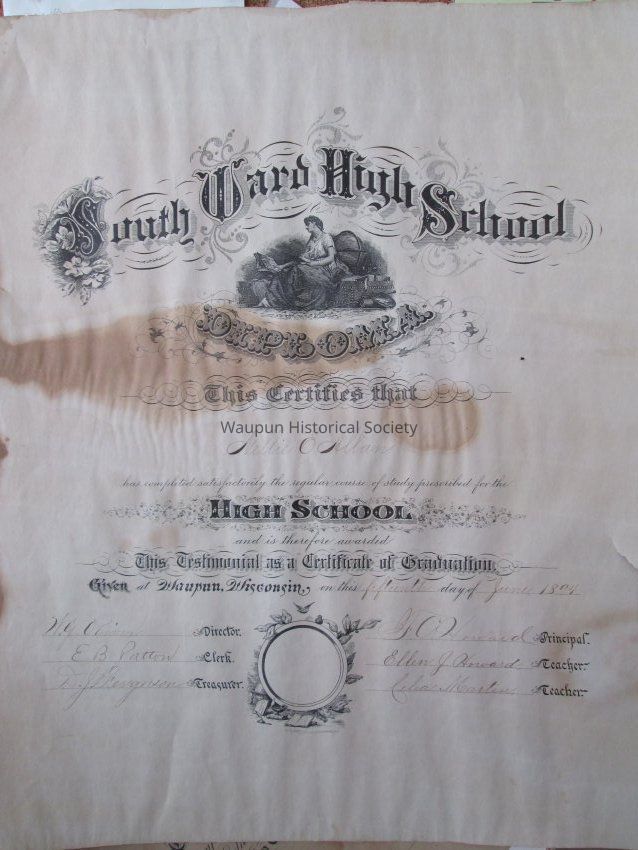 South Ward High School
DIPLOMA.
This Certifies that
Waupun Historical Society
has completed satisfactorily the regular course of study prescribed for the
HIGH SCHOOL
and is therefore awarded
This Testimonial as a Certificate of Graduation.
Given at Waupun, Wisconsin, on this fifteenth day of June
Director. Principal.
E B Patton Clerk. Ellen J. Howard Teacher.
Treasurer. Celia Martin Teacher.